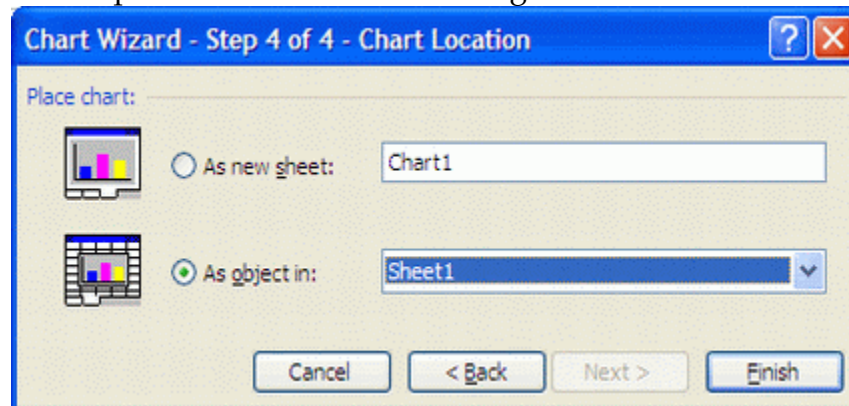 Chart Wizard - Step 4 of 4 - Chart Location
Place chart:
As new sheet: Chart1
As object in: Sheet1
Cancel < Back Next > Finish